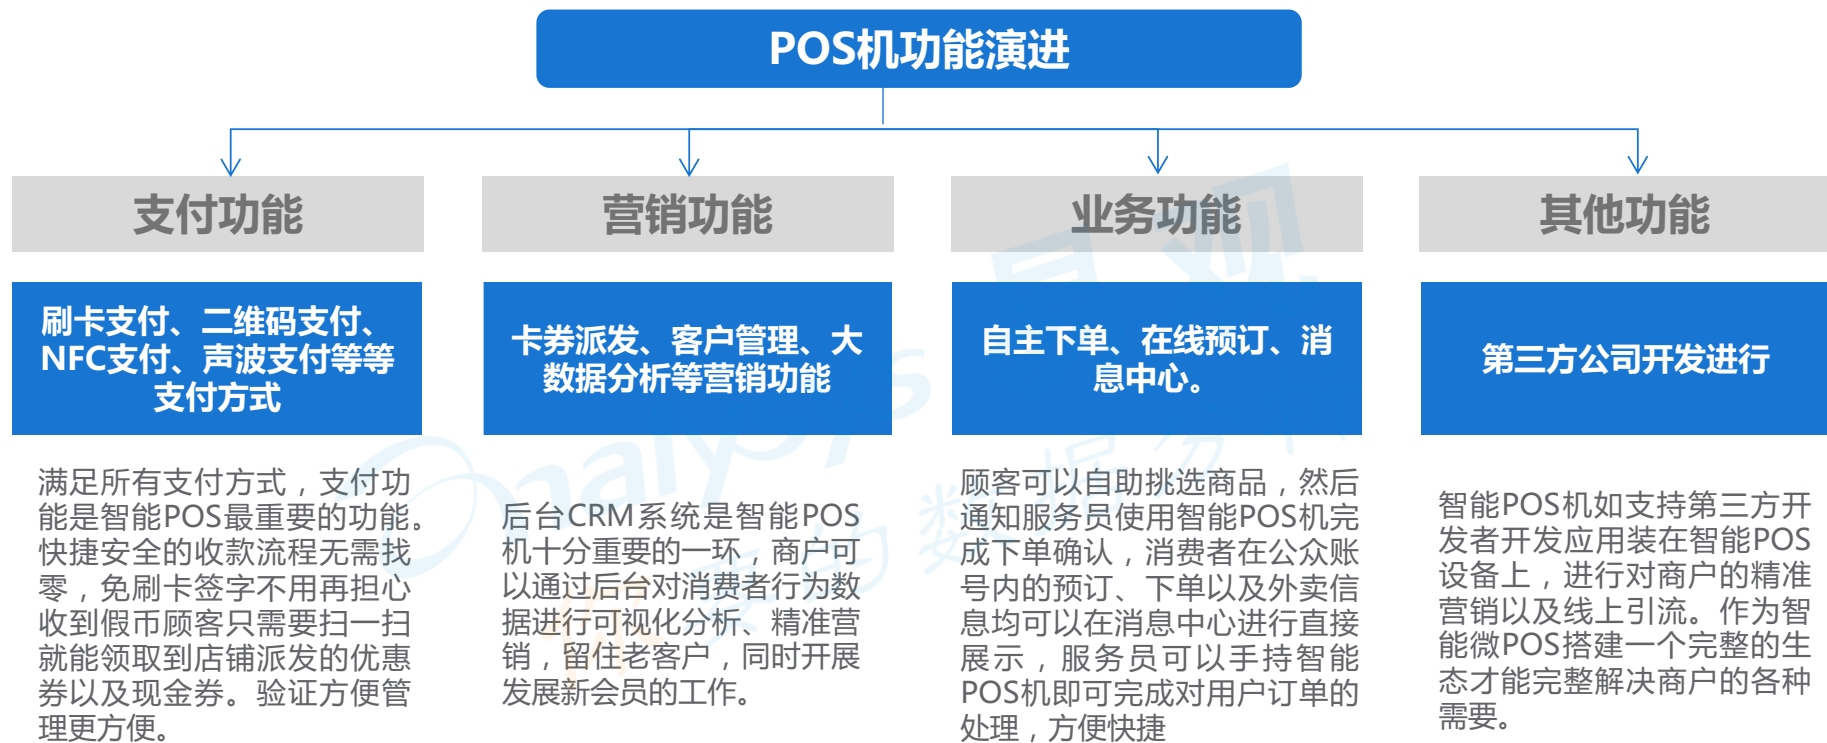 POS机功能演进
支付功能
刷卡支付、二维码支付、
NFC支付、声波支付等等
支付方式
满足所有支付方式，支付功
能是智能POS最重要的功能。
快捷安全的收款流程无需找
零，免刷卡签字不用再担心
收到假币顾客只需要扫一扫
就能领取到店铺派发的优惠
券以及现金券。验证方便管
理更方便。
营销功能
卡券派发、客户管理、大
数据分析等营销功能
后台CRM系统是智能POS
机十分重要的一环，商户可
以通过后台对消费者行为数
据进行可视化分析、精准营
销，留住老客户，同时开展
发展新会员的工作。
业务功能
自主下单、在线预订、消
息中心。
顾客可以自助挑选商品，然后
通知服务员使用智能POS机完
成下单确认，消费者在公众账
号内的预订、下单以及外卖信
息均可以在消息中心进行直接
展示，服务员可以手持智能
POS机即可完成对用户订单的
处理，方便快捷
其他功能
第三方公司开发进行
智能POS机如支持第三方开
发者开发应用装在智能POS
设备上，进行对商户的精准
营销以及线上引流。作为智
能微POS搭建一个完整的生
态才能完整解决商户的各种
需要。